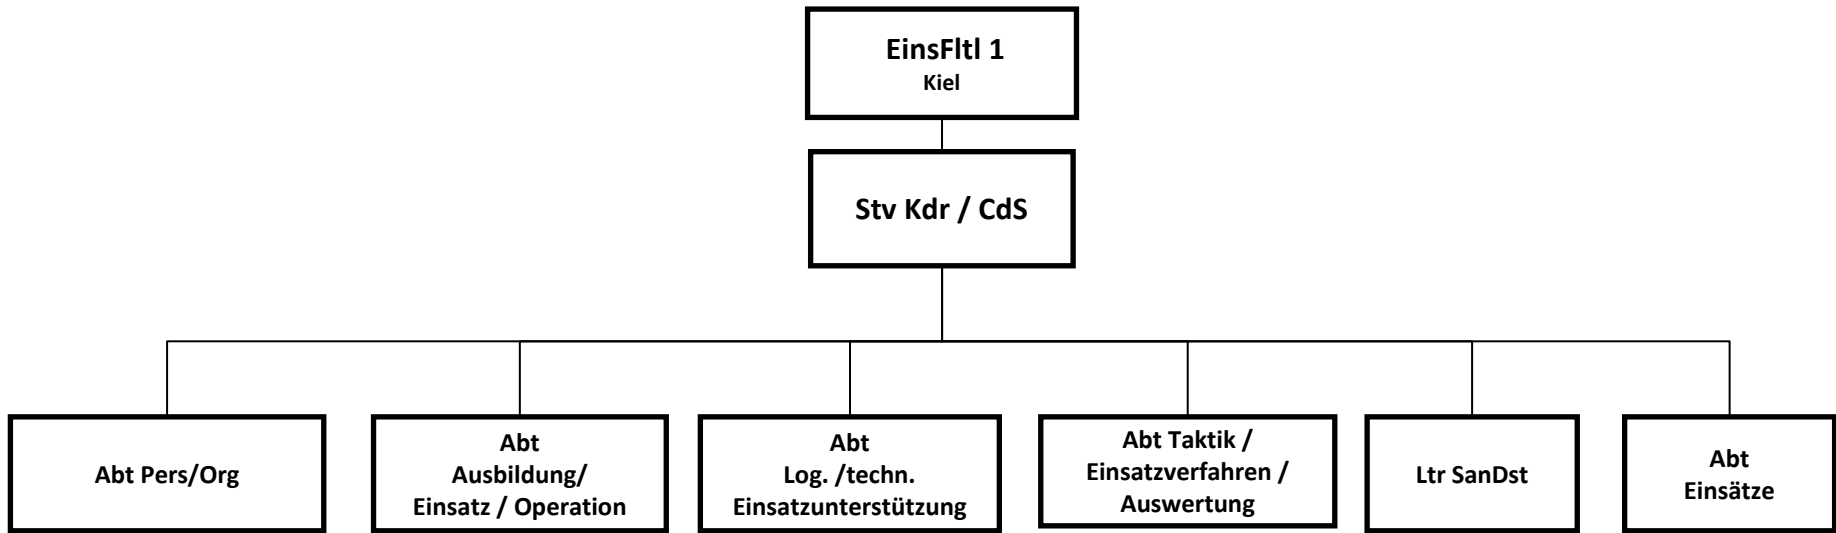 EinsFltl 1
Kiel
Stv Kdr / CdS
Abt Pers/Org
Abt
Ausbildung/
Einsatz / Operation
Abt
Log. /techn.
Einsatzunterstützung
Abt Taktik /
Einsatzverfahren /
Auswertung
Ltr SanDst
Abt
Einsätze